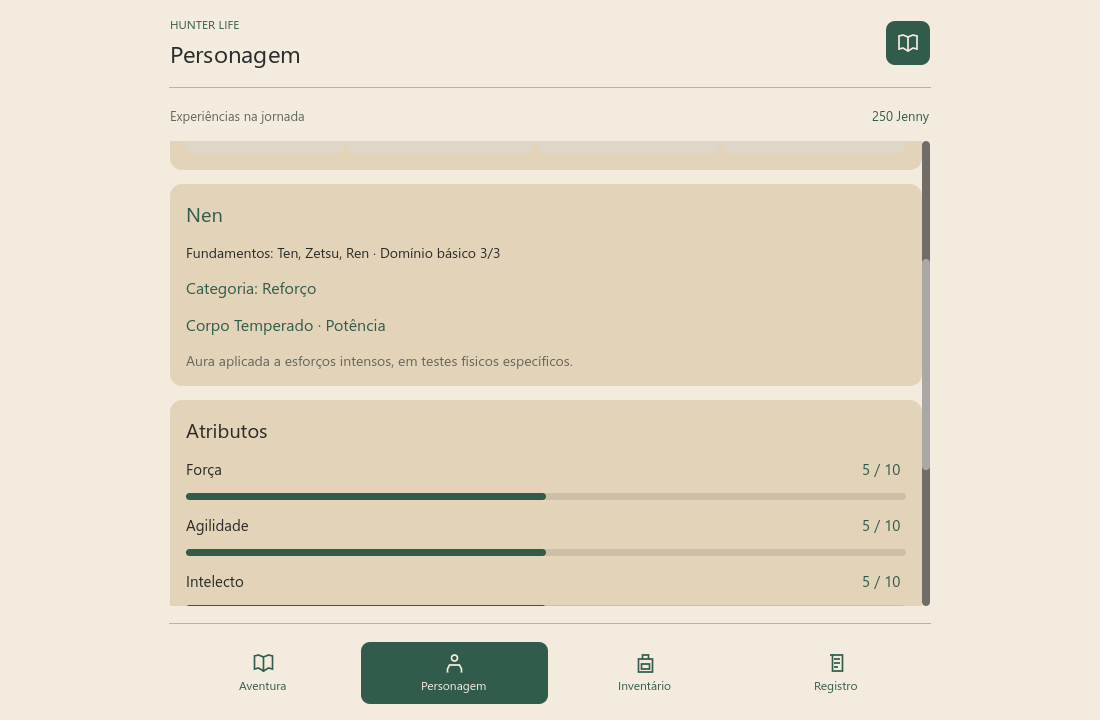 HUNTER LIFE
Personagem
Experiências na jornada
250 Jenny
Nen
Fundamentos: Ten, Zetsu, Ren · Domínio básico 3/3
Categoria: Reforço
Corpo Temperado · Potência
Aura aplicada a esforços intensos, em testes físicos específicos.
Atributos
Força
5 / 10
Agilidade
5 / 10
Intelecto
5 / 10
Aventura
Personagem
Inventário
Registro